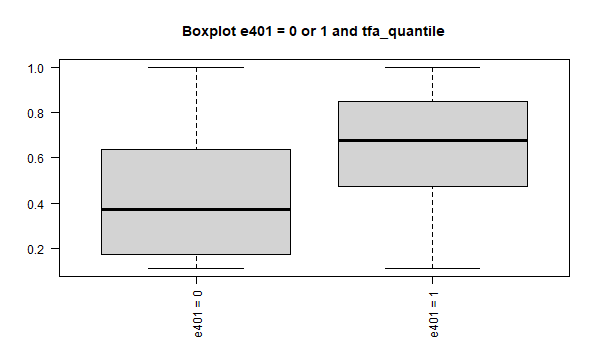 Boxplot e401 = 0 or 1 and tfa_quantile
1.0
0.8
0.6
0.4
0.2
e401 = 0
e401 = 1